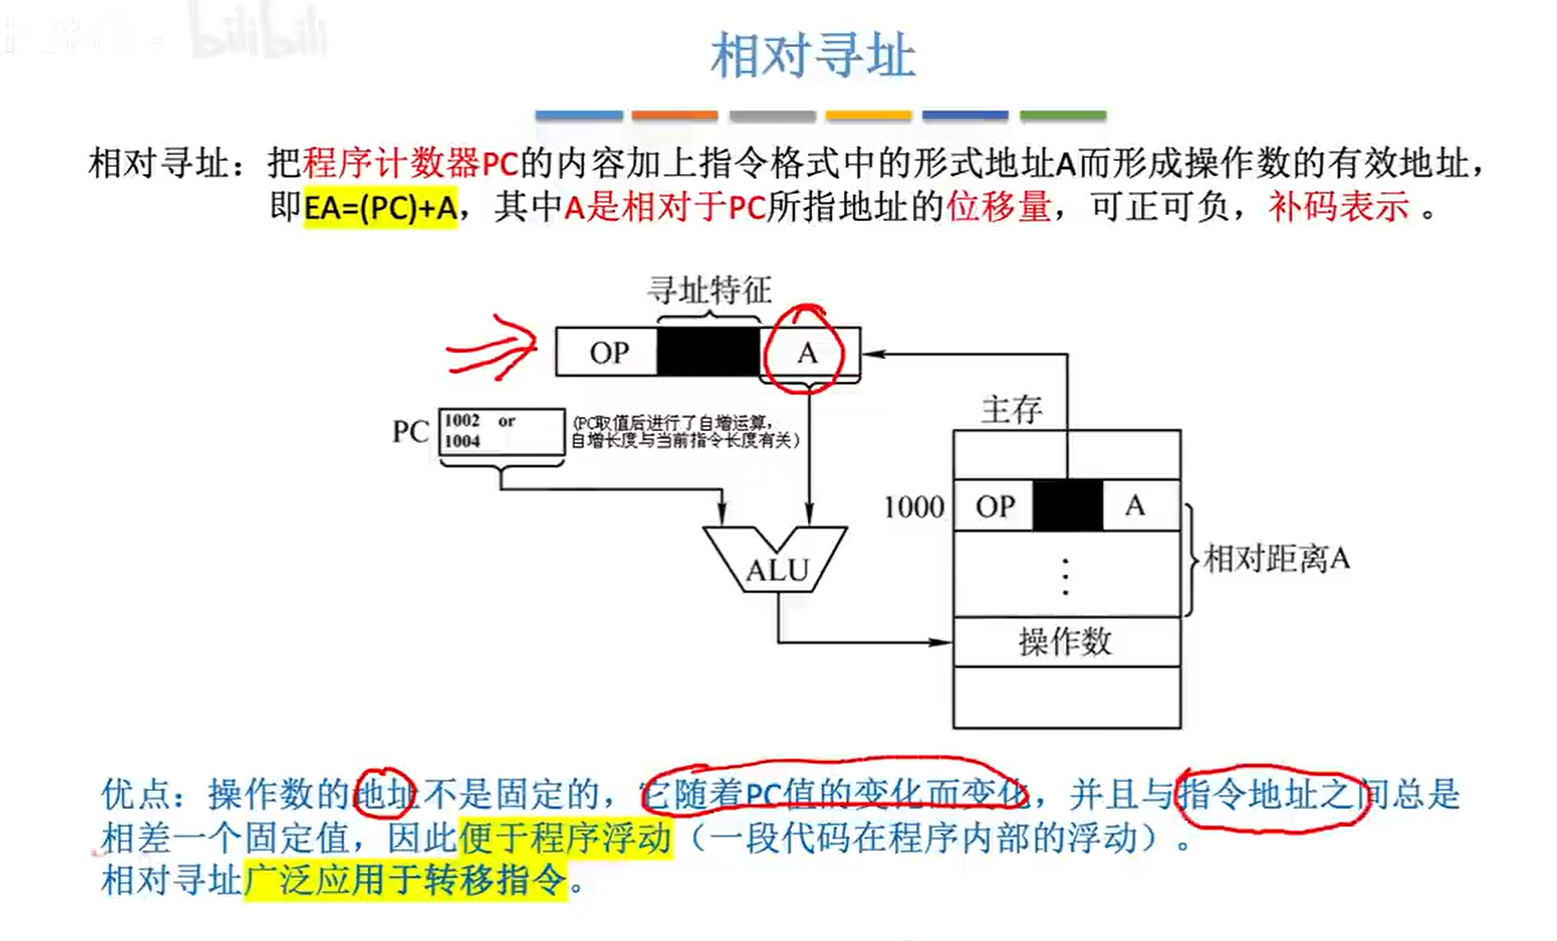 bilibili
相对寻址
相对寻址：把程序计数器PC的内容加上指令格式中的形式地址A而形成操作数的有效地址，
即EA=(PC)+A，其中A是相对于PC所指地址的位移量，可正可负，补码表示 。
寻址特征
OP A
PC 1002 or
1004
(PC取值后进行了自增运算，
自增长度与当前指令长度有关)
主存
1000 OP A
ALU
相对距离A
操作数
优点：操作数的地址不是固定的，它随着PC值的变化而变化，并且与指令地址之间总是
相差一个固定值，因此便于程序浮动（一段代码在程序内部的浮动）。
相对寻址广泛应用于转移指令。